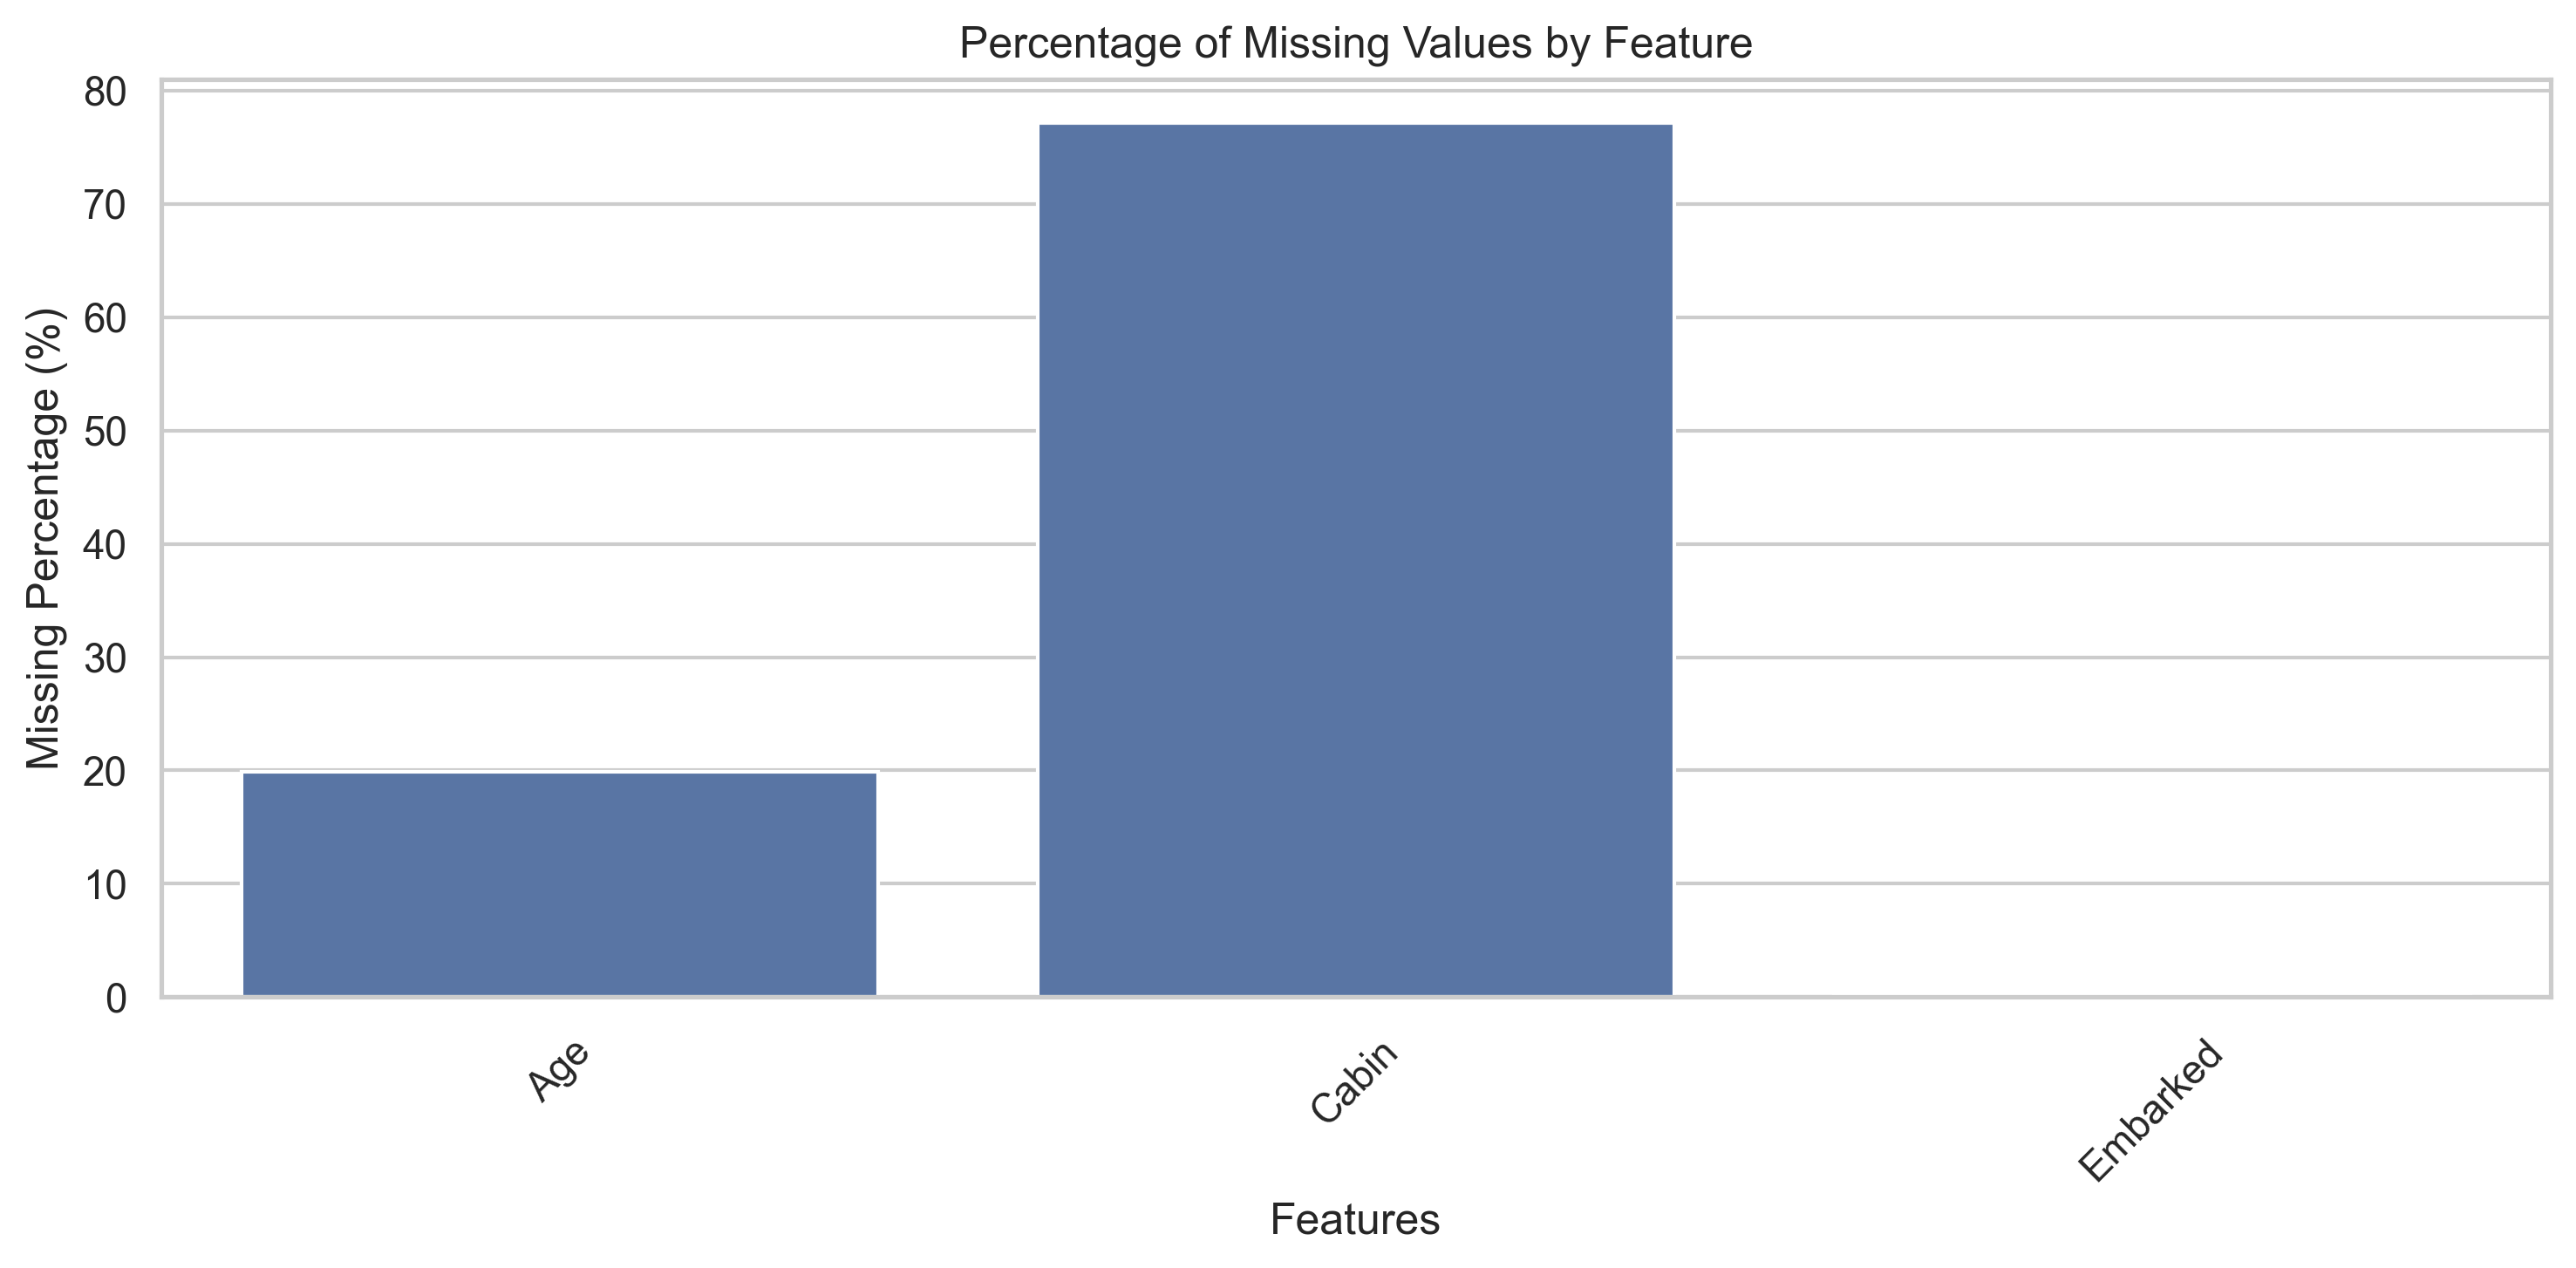 Percentage of Missing Values by Feature
Missing Percentage (%)
80
70
60
50
40
30
20
10
0
Age
Cabin
Embarked
Features